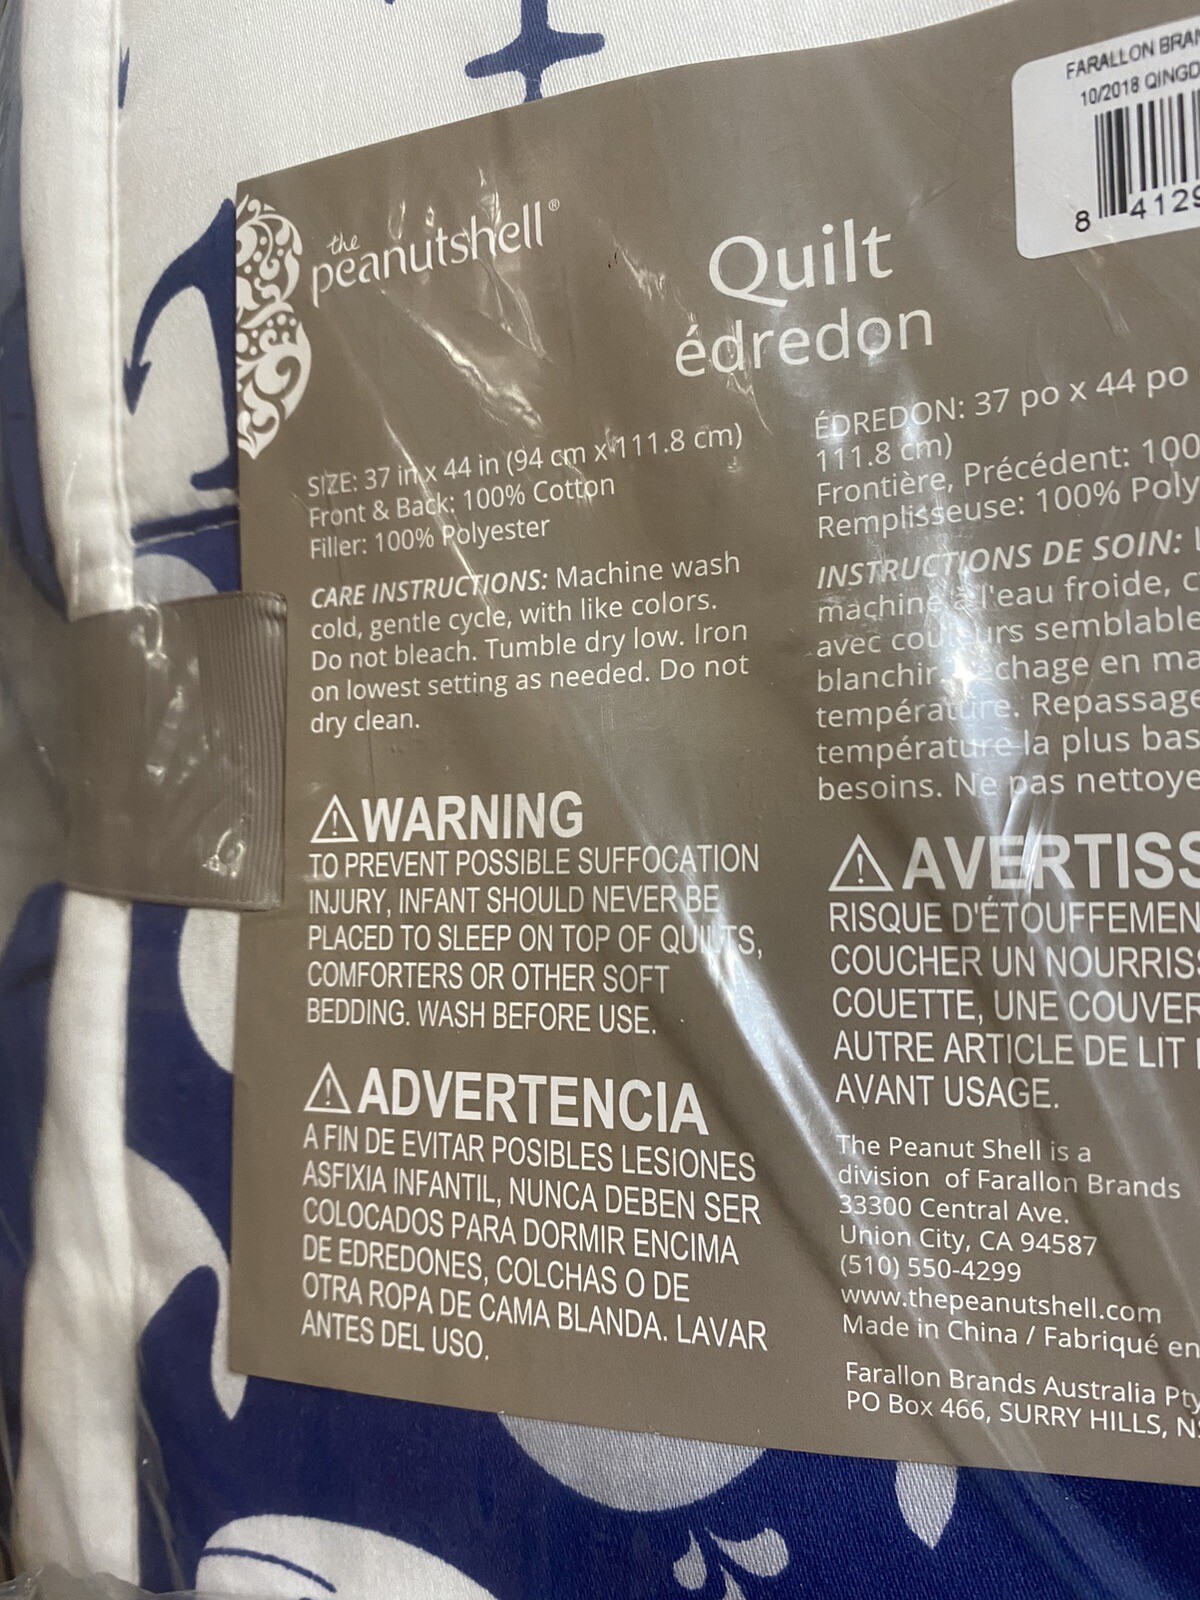 FARALLON BRAN
10/2018 QINGD
8 4129
the
peanutshell®
Quilt
édredon
SIZE: 37 in x 44 in (94 cm x 111.8 cm)
Front & Back: 100% Cotton
Filler: 100% Polyester
CARE INSTRUCTIONS: Machine wash
cold, gentle cycle, with like colors.
Do not bleach. Tumble dry low. Iron
on lowest setting as needed. Do not
dry clean.
⚠WARNING
TO PREVENT POSSIBLE SUFFOCATION
INJURY, INFANT SHOULD NEVER BE
PLACED TO SLEEP ON TOP OF QUILTS,
COMFORTERS OR OTHER SOFT
BEDDING. WASH BEFORE USE.
⚠ADVERTENCIA
A FIN DE EVITAR POSIBLES LESIONES
ASFIXIA INFANTIL, NUNCA DEBEN SER
COLOCADOS PARA DORMIR ENCIMA
DE EDREDONES, COLCHAS O DE
OTRA ROPA DE CAMA BLANDA. LAVAR
ANTES DEL USO.
ÉDREDON: 37 po x 44 po
111.8 cm)
Frontière, Précédent: 100
Remplisseuse: 100% Poly
INSTRUCTIONS DE SOIN:
machine à l'eau froide, c
avec couleurs semblable
blanchir. Séchage en ma
température. Repassage
température la plus bas
besoins. Ne pas nettoye
⚠AVERTISS
RISQUE D'ÉTOUFFEMEN
COUCHER UN NOURRIS
COUETTE, UNE COUVER
AUTRE ARTICLE DE LIT
AVANT USAGE.
The Peanut Shell is a
division of Farallon Brands
33300 Central Ave.
Union City, CA 94587
(510) 550-4299
www.thepeanutshell.com
Made in China / Fabriqué en
Farallon Brands Australia Pty
PO Box 466, SURRY HILLS, N